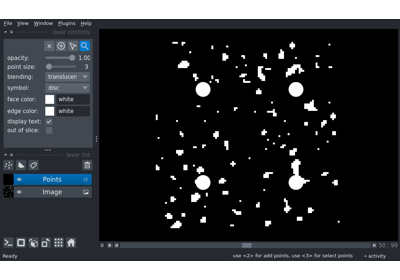 File View Window Plugins Help
layer controls
opacity: 1.00
point size: 3
blending: translucen
symbol: disc
face color: white
edge color: white
display text:
out of slice:
layer list
Points
Image
50 99
Ready use <2> for add points, use <3> for select points activity